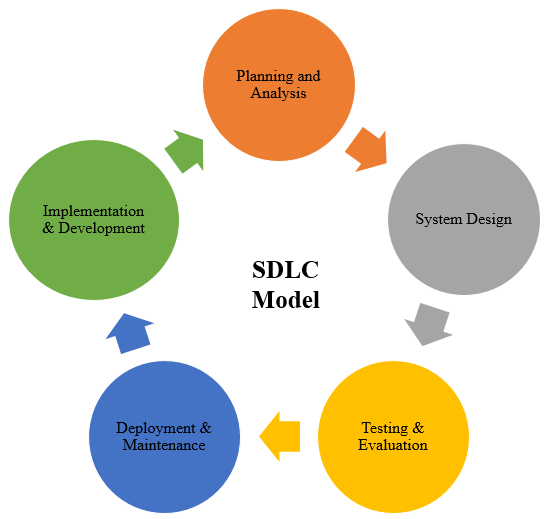 Planning and
Analysis
System Design
Testing &
Evaluation
Deployment &
Maintenance
Implementation
& Development
SDLC
Model